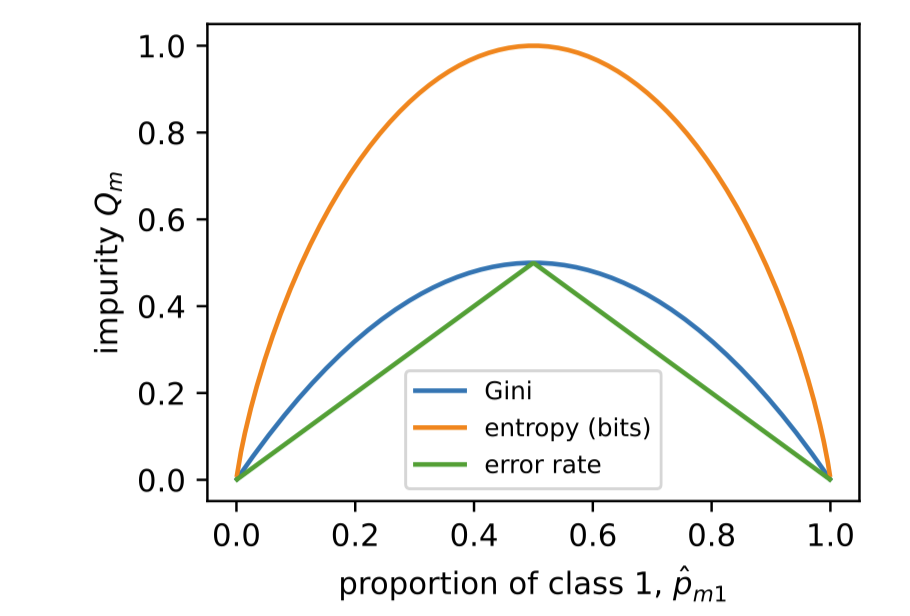 1.0
0.8
0.6
0.4
0.2
0.0
impurity Qₘ
Gini
entropy (bits)
error rate
0.0 0.2 0.4 0.6 0.8 1.0
proportion of class 1, p̂ₘ₁